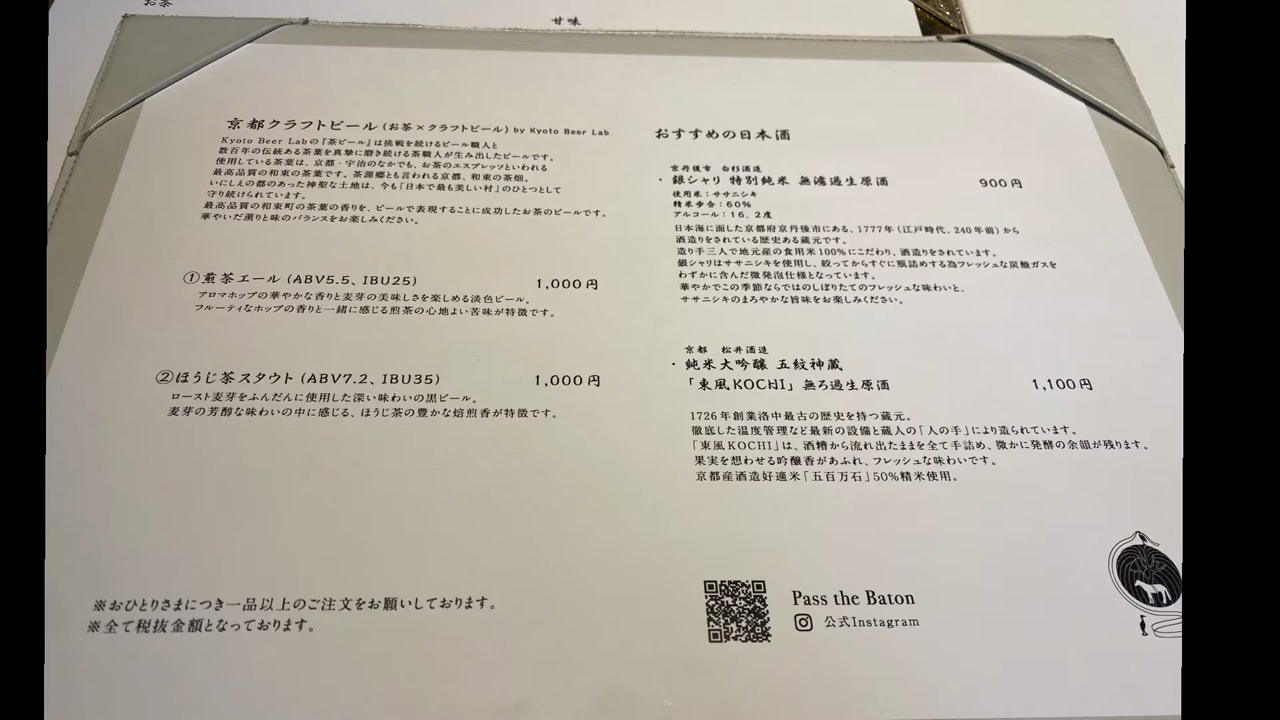 お茶
甘味
京都クラフトビール (お茶×クラフトビール) by Kyoto Beer Lab
Kyoto Beer Labの『茶ビール』は挑戦を続けるビール職人と
数百年の伝統ある茶葉を真摯に磨き続ける茶職人が生み出したビールです。
使用している茶葉は、京都・宇治のなかでも、お茶のエスプレッソといわれる
最高品質の和束の茶葉です。茶源郷とも言われる京都、和束の茶畑。
いにしえの都のあった神聖な土地は、今も「日本で最も美しい村」のひとつとして
守り続けられています。
最高品質の和束町の茶葉の香りを、ビールで表現することに成功したお茶のビールです。
華やいだ薫りと味のバランスをお楽しみください。
①煎茶エール (ABV5.5、IBU25) 1,000円
アロマホップの華やかな香りと麦芽の美味しさを楽しめる淡色ビール。
フルーティなホップの香りと一緒に感じる煎茶の心地よい苦味が特徴です。
②ほうじ茶スタウト (ABV7.2、IBU35) 1,000円
ロースト麦芽をふんだんに使用した深い味わいの黒ビール。
麦芽の芳醇な味わいの中に感じる、ほうじ茶の豊かな焙煎香が特徴です。
※おひとりさまにつき一品以上のご注文をお願いしております。
※全て税抜金額となっております。
おすすめの日本酒
京丹後市 白杉酒造
・銀シャリ 特別純米 無濾過生原酒 900円
使用米：ササニシキ
精米歩合：60%
アルコール：16.2度
日本海に面した京都府京丹後市にある、1777年 (江戸時代、240年前) から
酒造りをされている歴史ある蔵元です。
造り手三人で地元産の食用米100%にこだわり、酒造りをされています。
銀シャリはササニシキを使用し、絞ってからすぐに瓶詰めする為フレッシュな炭酸ガスを
わずかに含んだ微発泡仕様となっています。
華やかでこの季節ならではのしぼりたてのフレッシュな味わいと、
ササニシキのまろやかな旨味をお楽しみください。
京都 松井酒造
・純米大吟醸 五紋神蔵
「東風KOCHI」無ろ過生原酒 1,100円
1726年創業洛中最古の歴史を持つ蔵元。
徹底した温度管理など最新の設備と蔵人の「人の手」により造られています。
「東風KOCHI」は、酒槽から流れ出たままを全て手詰め、微かに発酵の余韻が残ります。
果実を想わせる吟醸香があふれ、フレッシュな味わいです。
京都産酒造好適米「五百万石」50%精米使用。
Pass the Baton
公式Instagram